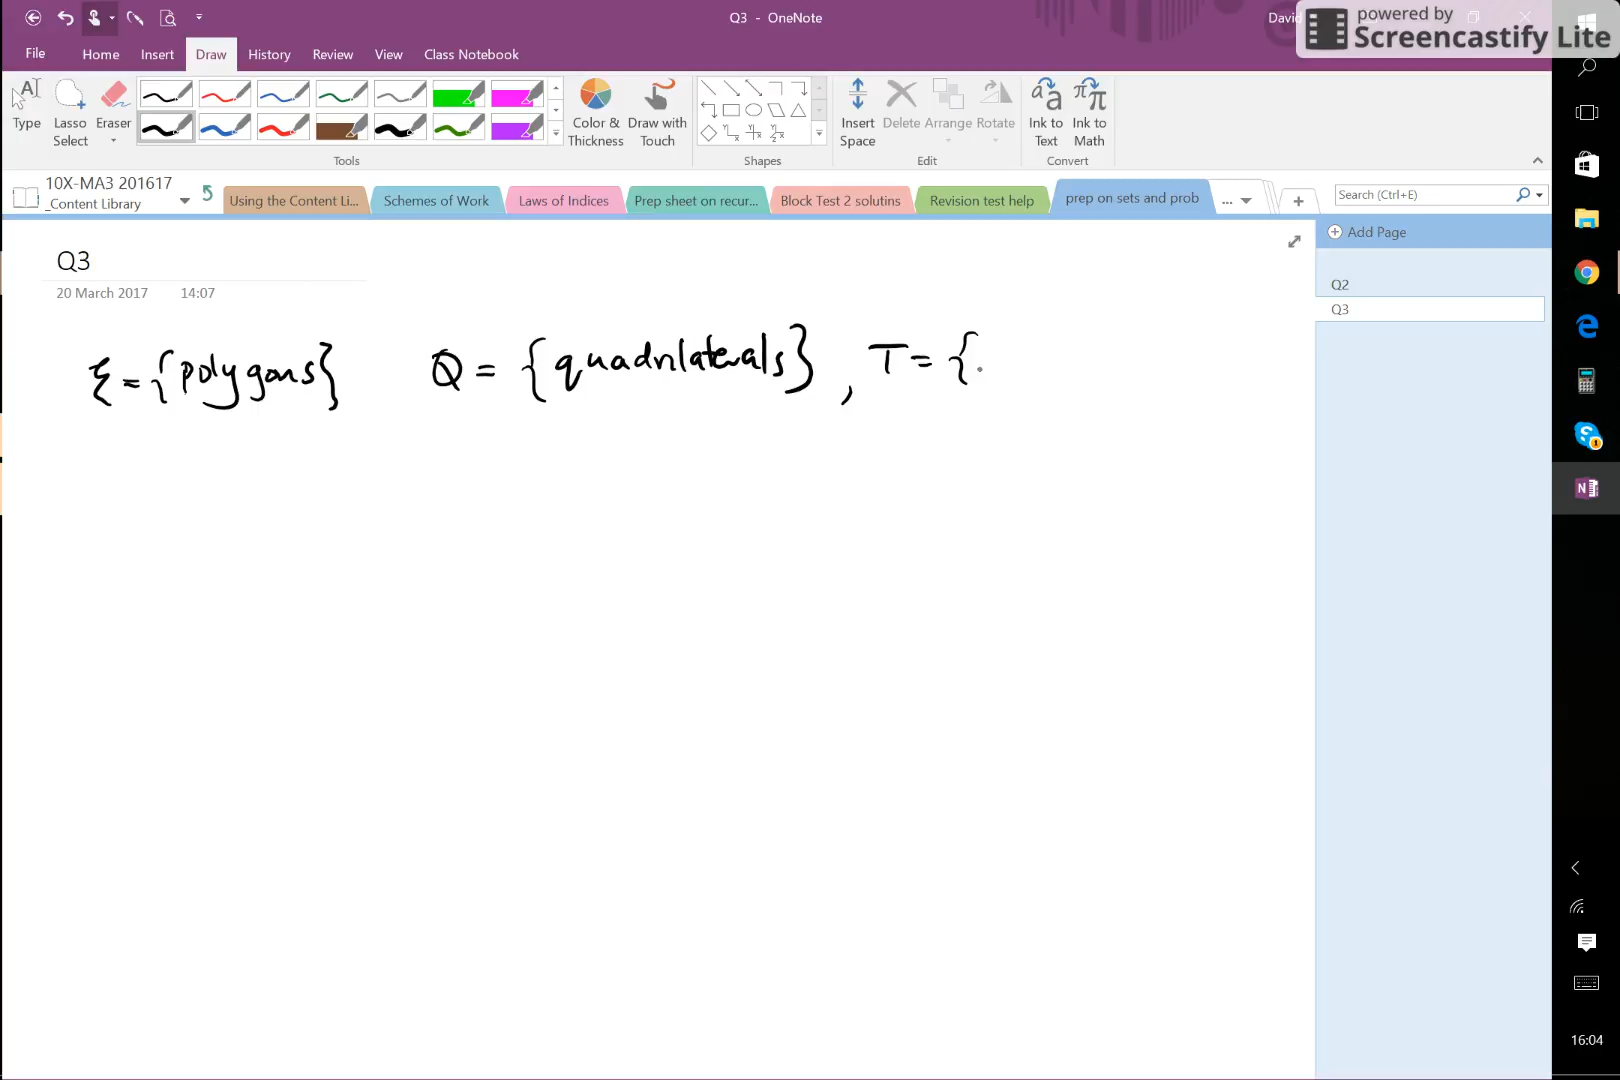 Q3 - OneNote
David
powered by
Screencastify Lite
File
Home
Insert
Draw
History
Review
View
Class Notebook
Type
Lasso
Select
Eraser
Color &
Thickness
Draw with
Touch
Insert
Space
Delete
Arrange
Rotate
Ink to
Text
Ink to
Math
Tools
Shapes
Edit
Convert
10X-MA3 201617
_Content Library
Using the Content Li...
Schemes of Work
Laws of Indices
Prep sheet on recur...
Block Test 2 solutins
Revision test help
prep on sets and prob
...
Search (Ctrl+E)
Add Page
Q2
Q3
Q3
20 March 2017 14:07
ξ = {polygons} Q = {quadrilaterals}, T = {
16:04